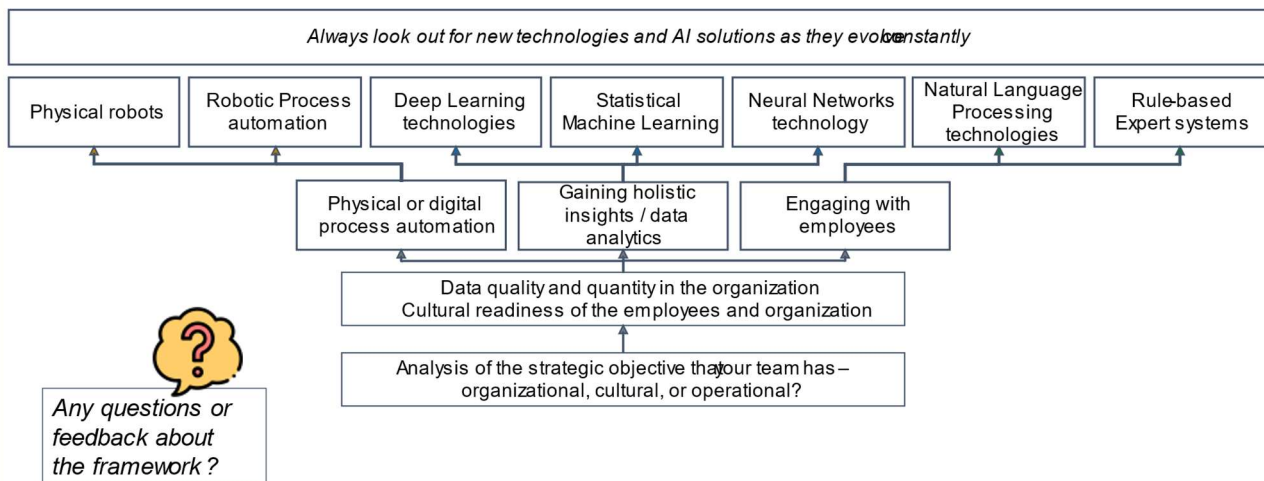 Always look out for new technologies and AI solutions as they evolve constantly
Physical robots
Robotic Process
automation
Deep Learning
technologies
Statistical
Machine Learning
Neural Networks
technology
Natural Language
Processing
technologies
Rule-based
Expert systems
Physical or digital
process automation
Gaining holistic
insights / data
analytics
Engaging with
employees
Data quality and quantity in the organization
Cultural readiness of the employees and organization
Analysis of the strategic objective that your team has –
organizational, cultural, or operational?
?
Any questions or
feedback about
the framework ?